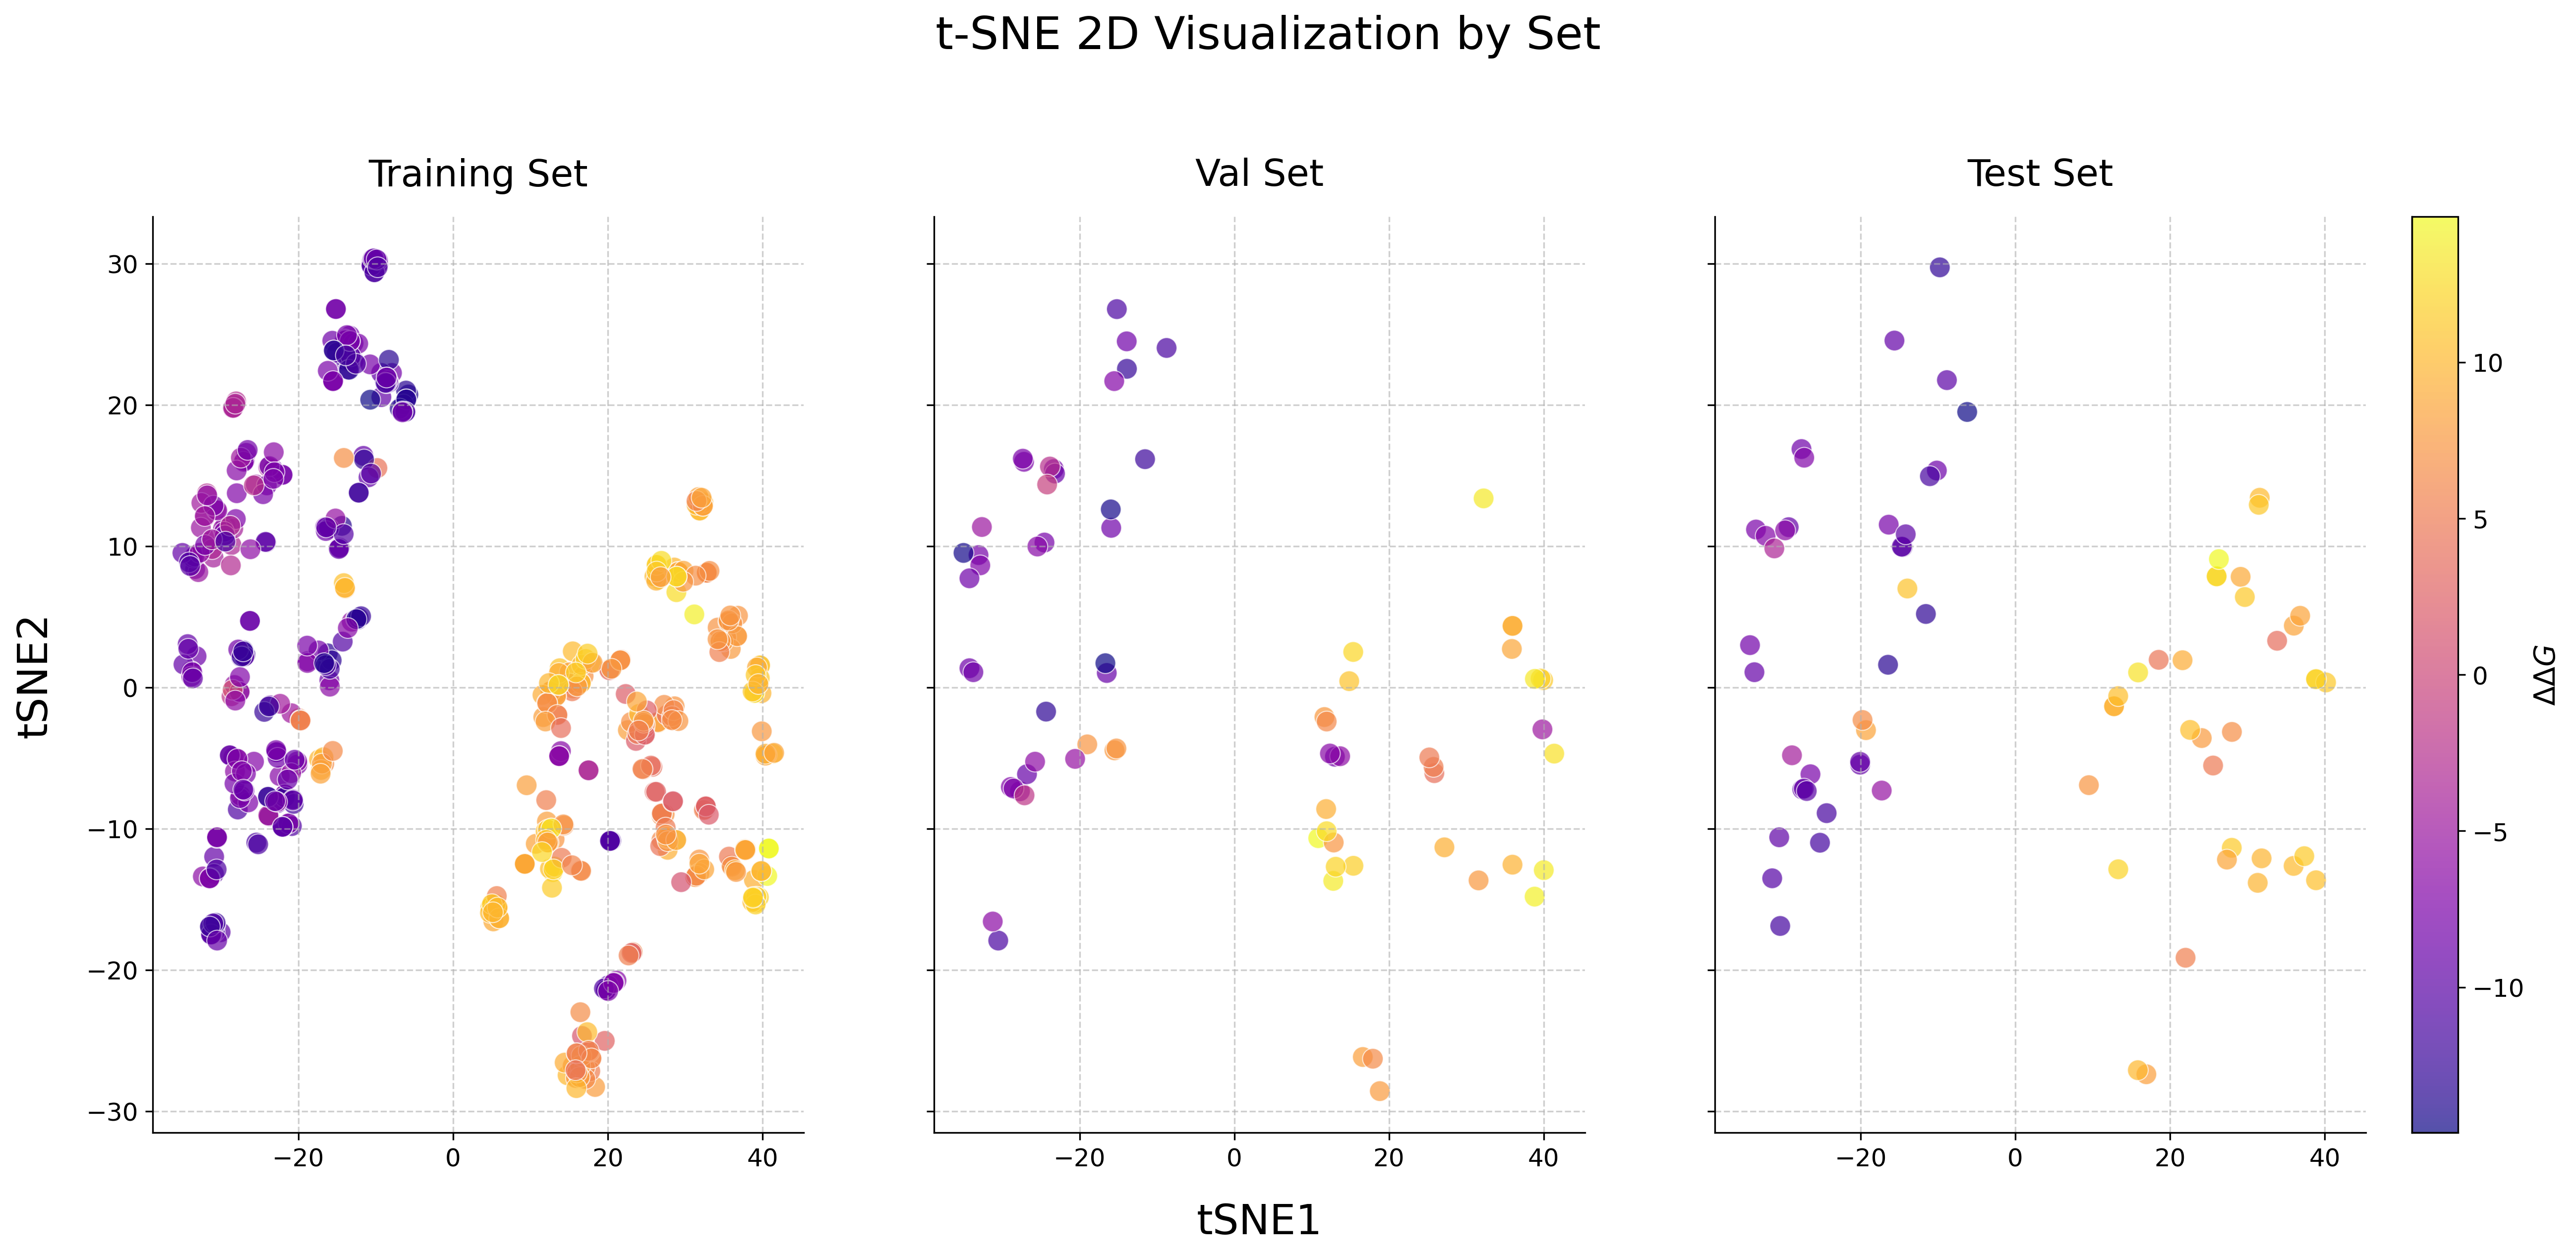 t-SNE 2D Visualization by Set
Training Set
Val Set
Test Set
30
20
10
0
−10
−20
−30
tSNE2
−20 0 20 40
−20 0 20 40
−20 0 20 40
tSNE1
10
5
0
−5
−10
ΔΔG